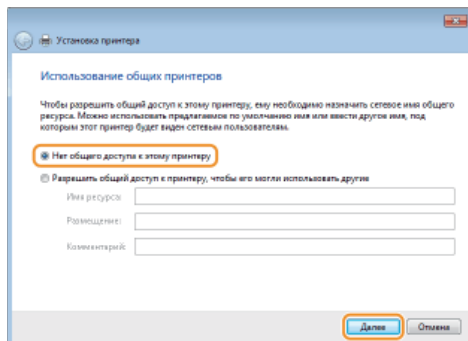 Установка принтера
Использование общих принтеров
Чтобы разрешить общий доступ к этому принтеру, ему необходимо назначить сетевое имя общего
ресурса. Можно использовать предлагаемое по умолчанию имя или ввести другое имя, под
которым этот принтер будет виден сетевым пользователям.
Нет общего доступа к этому принтеру
Разрешить общий доступ к принтеру, чтобы его могли использовать другие
Имя ресурса:
Размещение:
Комментарий:
Далее Отмена